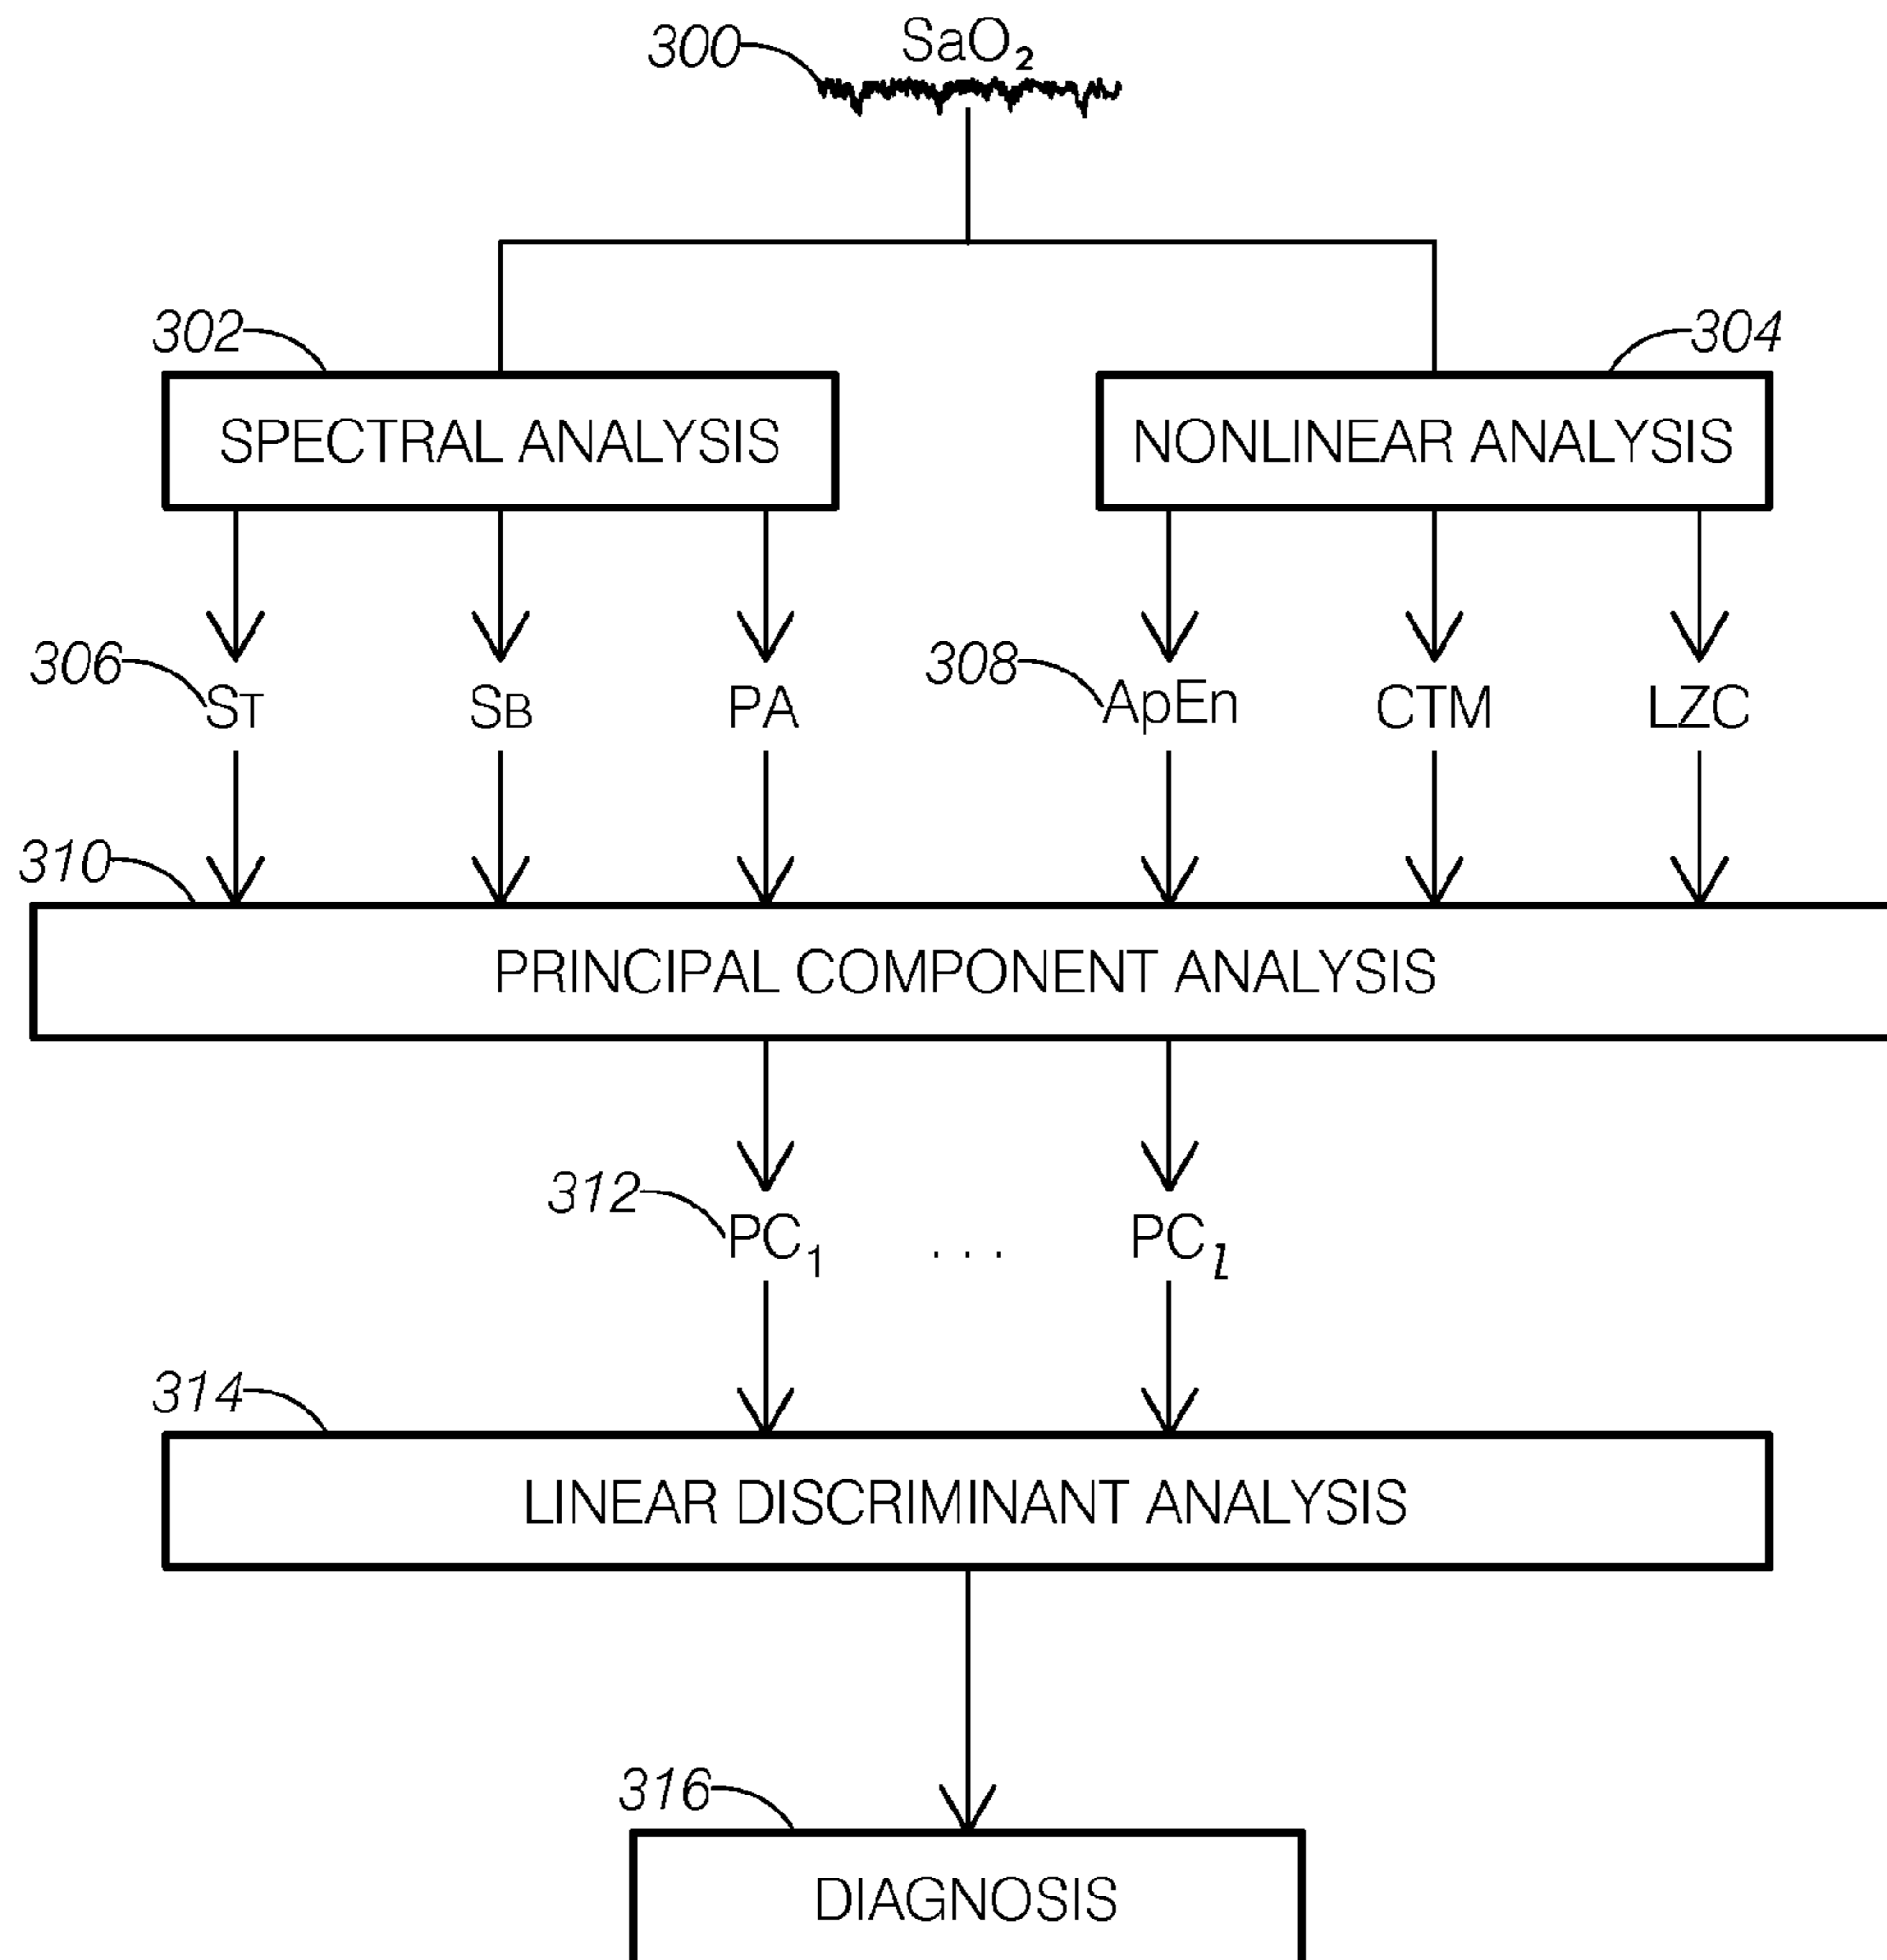 300 SaO₂
302 304
SPECTRAL ANALYSIS NONLINEAR ANALYSIS
306 308
ST SB PA ApEn CTM LZC
310
PRINCIPAL COMPONENT ANALYSIS
312
PC₁ ... PCₗ
314
LINEAR DISCRIMINANT ANALYSIS
316
DIAGNOSIS